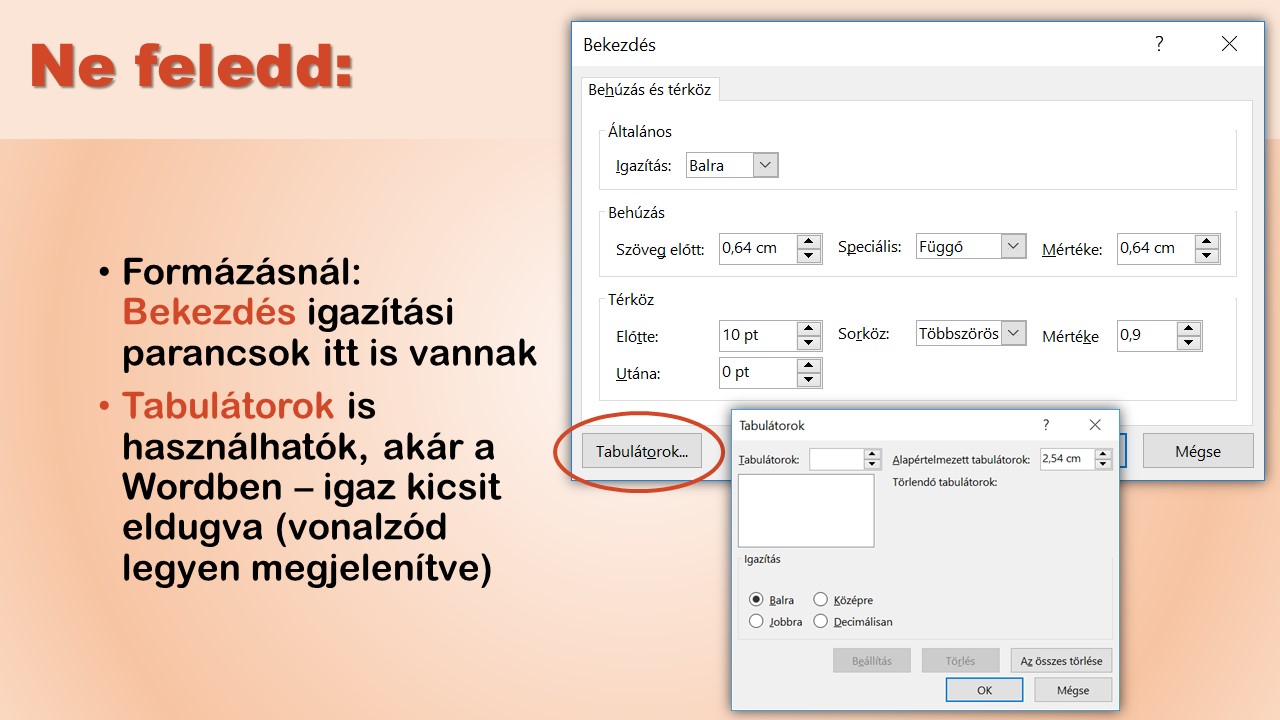 Ne feledd:
• Formázásnál:
Bekezdés igazítási
parancsok itt is vannak
• Tabulátorok is
használhatók, akár a
Wordben – igaz kicsit
eldugva (vonalzód
legyen megjelenítve)
Bekezdés ?
Behúzás és térköz
Általános
Igazítás: Balra
Behúzás
Szöveg előtt: 0,64 cm Speciális: Függő Mértéke: 0,64 cm
Térköz
Előtte: 10 pt Sorköz: Többszörös Mértéke 0,9
Utána: 0 pt
Tabulátorok... Mégse
Tabulátorok ?
Tabulátorok: Alapértelmezett tabulátorok: 2,54 cm
Törlendő tabulátorok:
Igazítás
Balra Középre
Jobbra Decimálisan
Beállítás Törlés Az összes törlése
OK Mégse